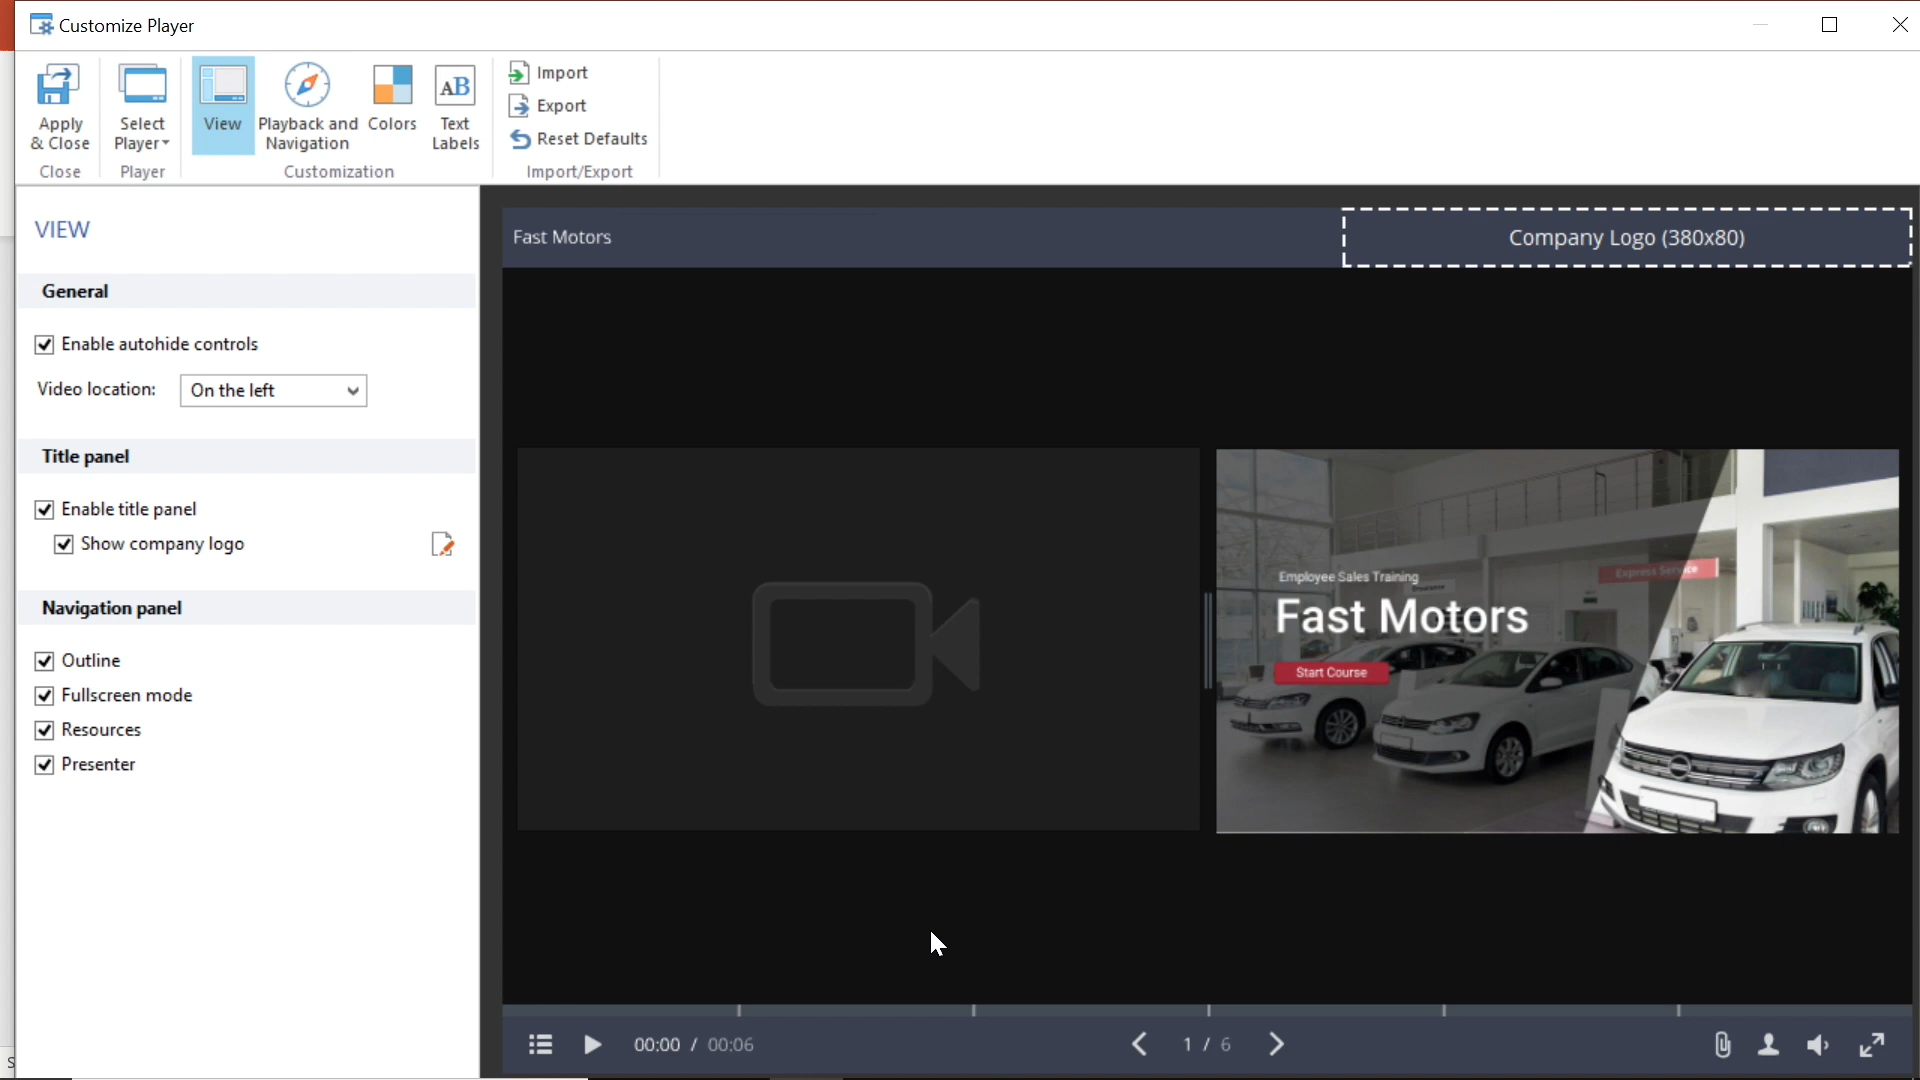 Customize Player
Apply
& Close
Select
Player
View
Playback and
Navigation
Colors
AB
Text
Labels
Import
Export
Reset Defaults
Close
Player
Customization
Import/Export
VIEW
General
Enable autohide controls
Video location:
On the left
Title panel
Enable title panel
Show company logo
Navigation panel
Outline
Fullscreen mode
Resources
Presenter
Fast Motors
Company Logo (380x80)
Express Service
Employee Sales Training
Fast Motors
Start Course
00:00 / 00:06
1 / 6